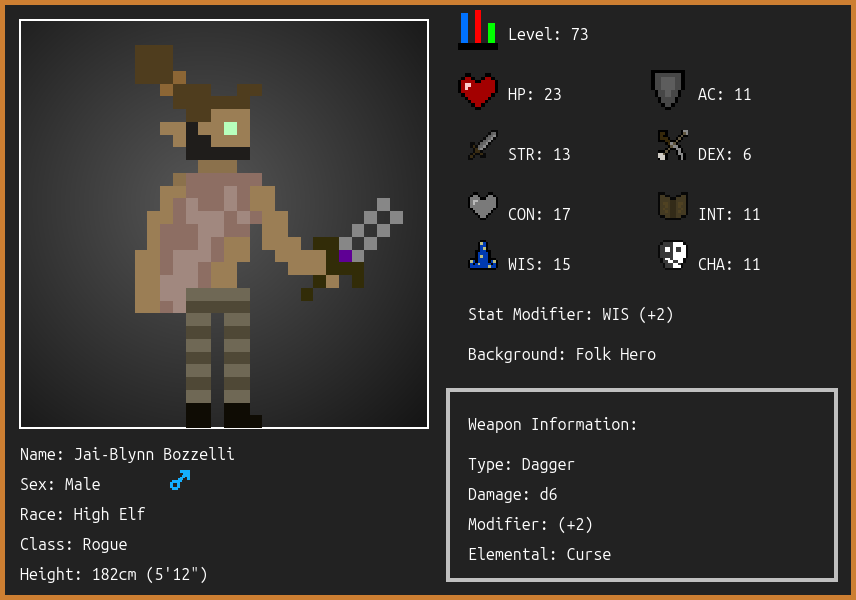 Level: 73
HP: 23
AC: 11
STR: 13
DEX: 6
CON: 17
INT: 11
WIS: 15
CHA: 11
Stat Modifier: WIS (+2)
Background: Folk Hero
Weapon Information:
Type: Dagger
Damage: d6
Modifier: (+2)
Elemental: Curse
Name: Jai-Blynn Bozzelli
Sex: Male
Race: High Elf
Class: Rogue
Height: 182cm (5'12")